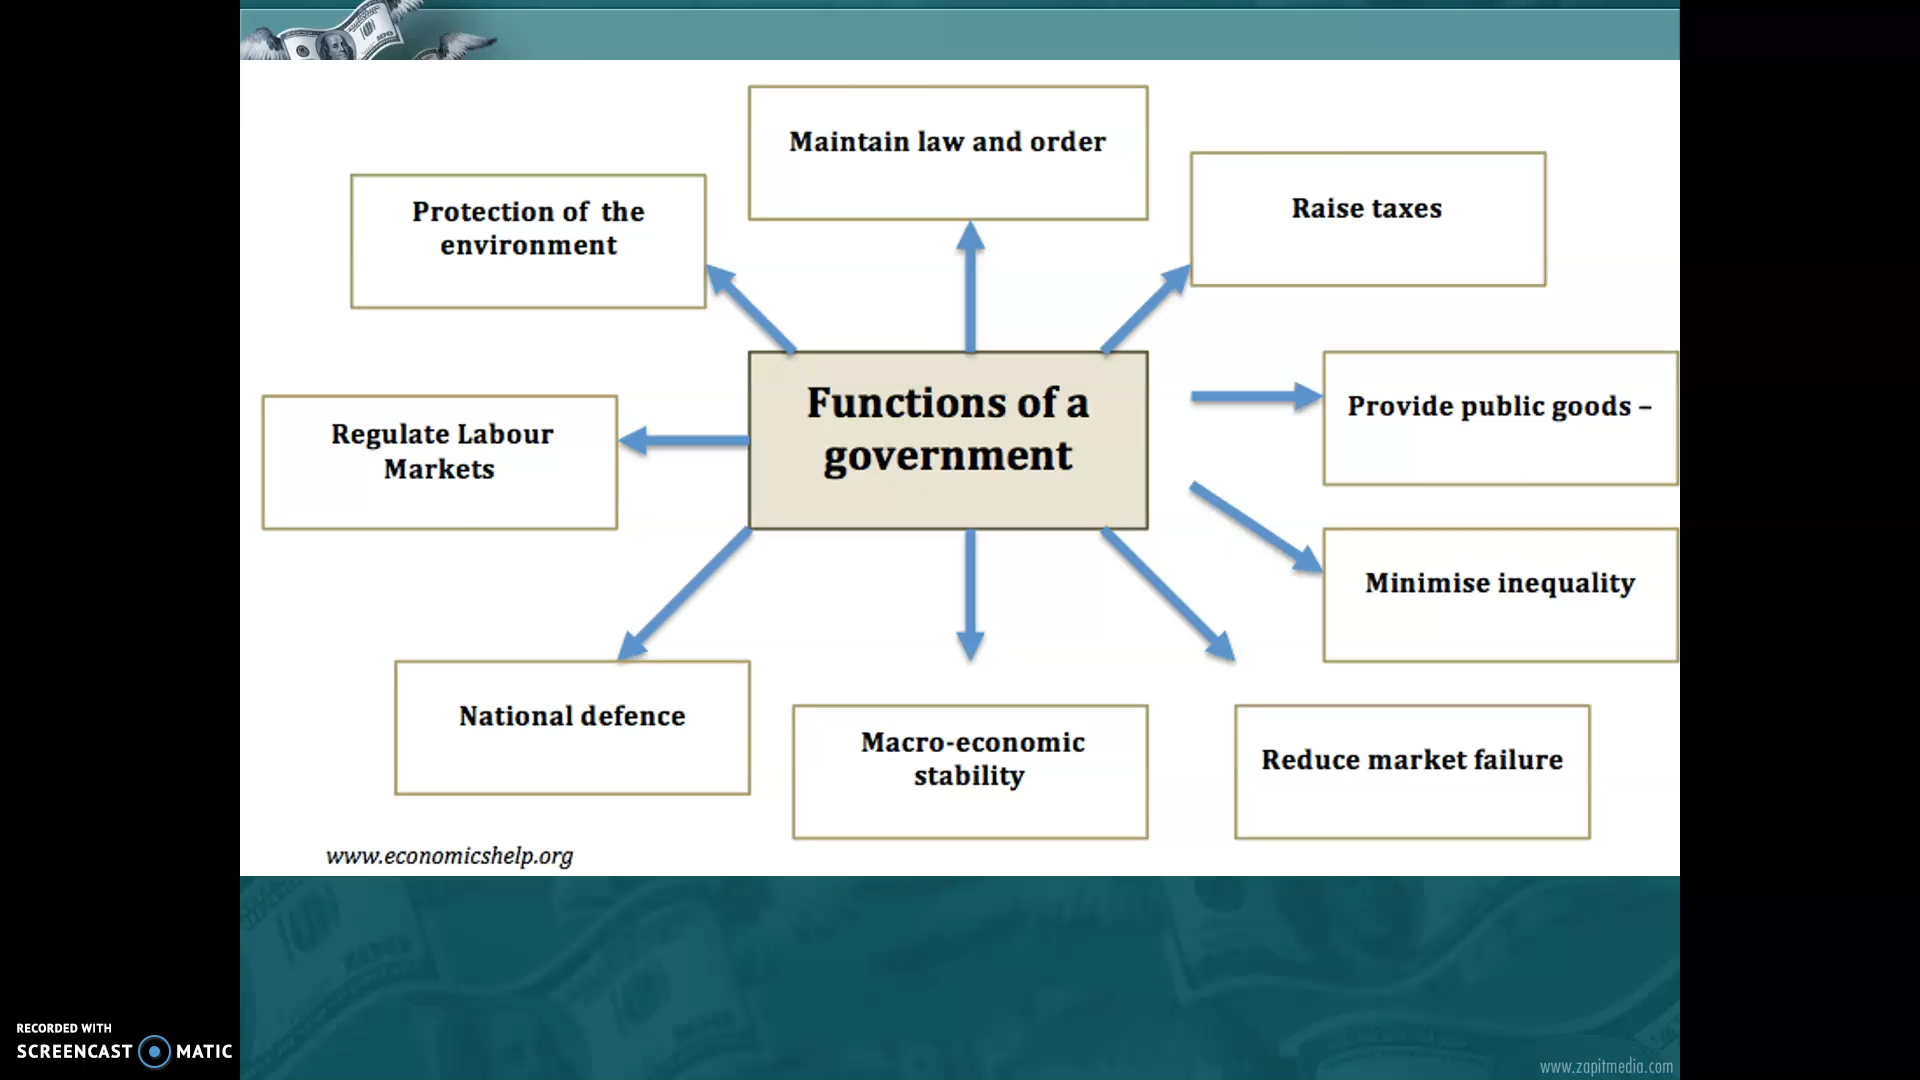 Maintain law and order
Raise taxes
Protection of the
environment
Functions of a
government
Provide public goods –
Regulate Labour
Markets
Minimise inequality
National defence
Macro-economic
stability
Reduce market failure
www.economicshelp.org
RECORDED WITH
SCREENCAST MATIC
www.zapitmedia.com